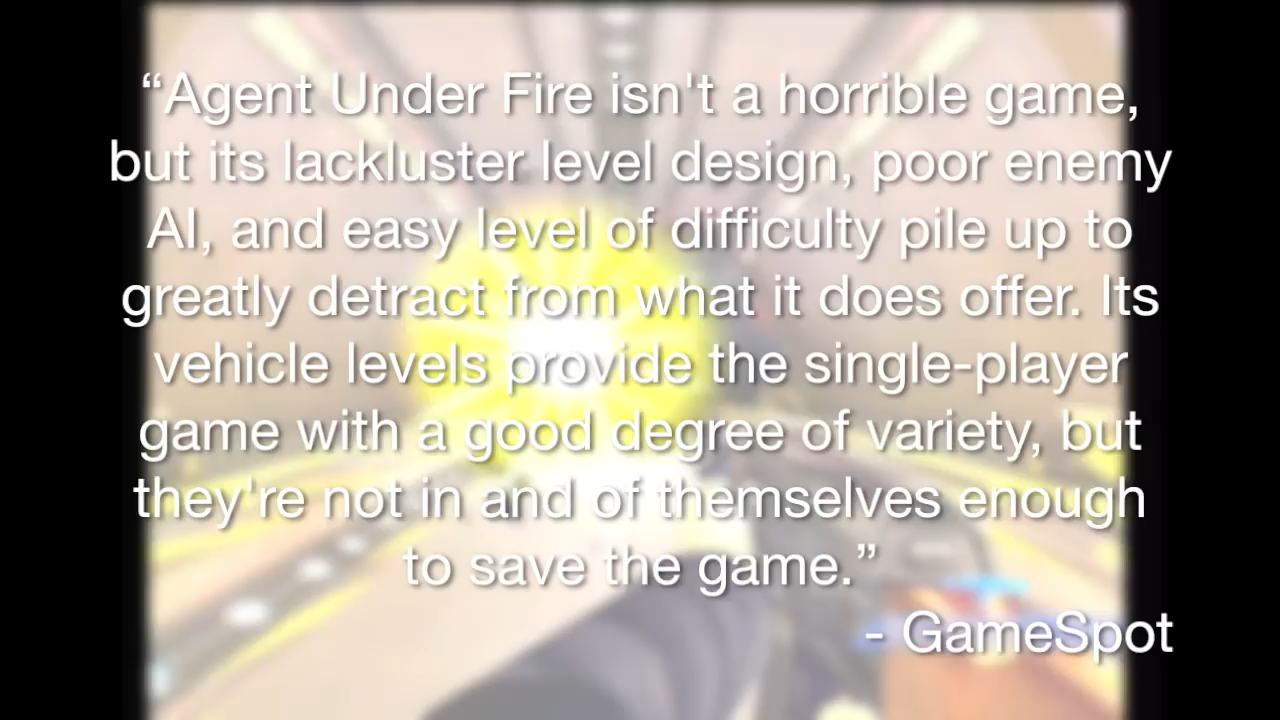 “Agent Under Fire isn't a horrible game,
but its lackluster level design, poor enemy
AI, and easy level of difficulty pile up to
greatly detract from what it does offer. Its
vehicle levels provide the single-player
game with a good degree of variety, but
they're not in and of themselves enough
to save the game.”
- GameSpot